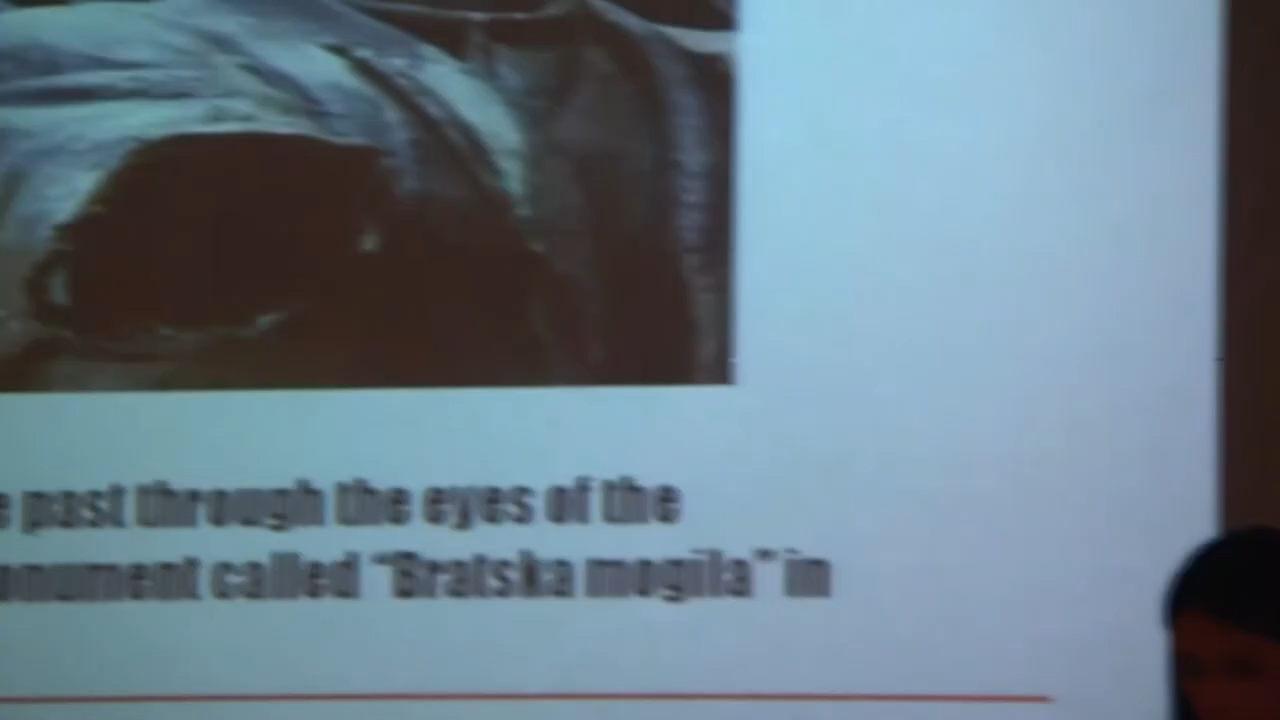 past through the eyes of the
called "Bratska mogila" in